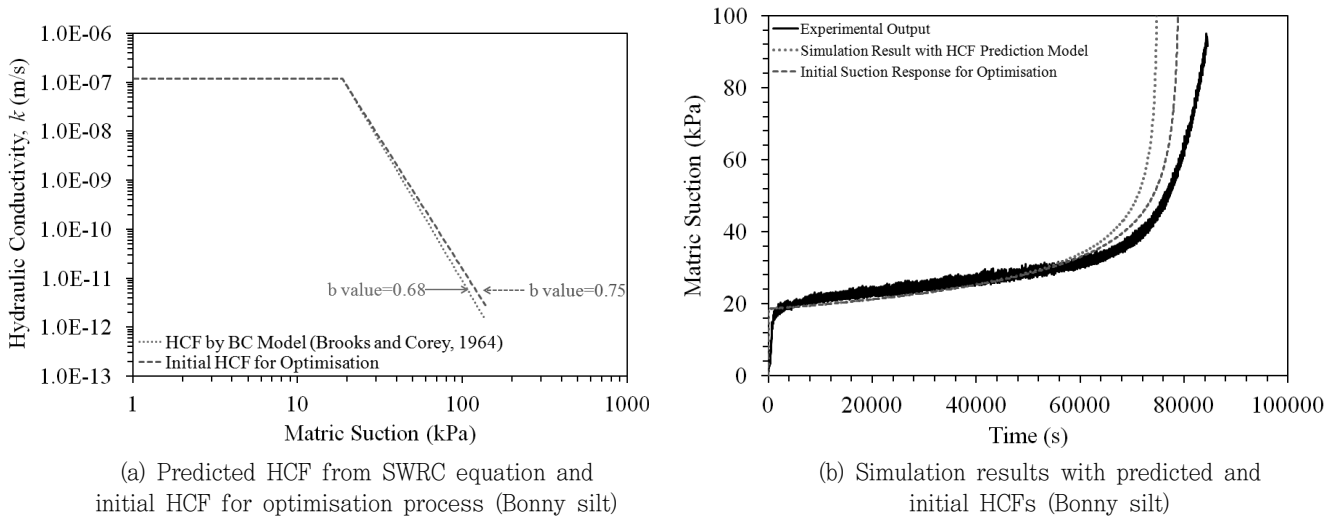 1.0E-06
1.0E-07
1.0E-08
1.0E-09
1.0E-10
1.0E-11
1.0E-12
1.0E-13
Hydraulic Conductivity, k (m/s)
b value=0.68
b value=0.75
HCF by BC Model (Brooks and Corey, 1964)
Initial HCF for Optimisation
1 10 100 1000
Matric Suction (kPa)
(a) Predicted HCF from SWRC equation and
initial HCF for optimisation process (Bonny silt)
100
80
60
40
20
0
Matric Suction (kPa)
Experimental Output
Simulation Result with HCF Prediction Model
Initial Suction Response for Optimisation
0 20000 40000 60000 80000 100000
Time (s)
(b) Simulation results with predicted and
initial HCFs (Bonny silt)